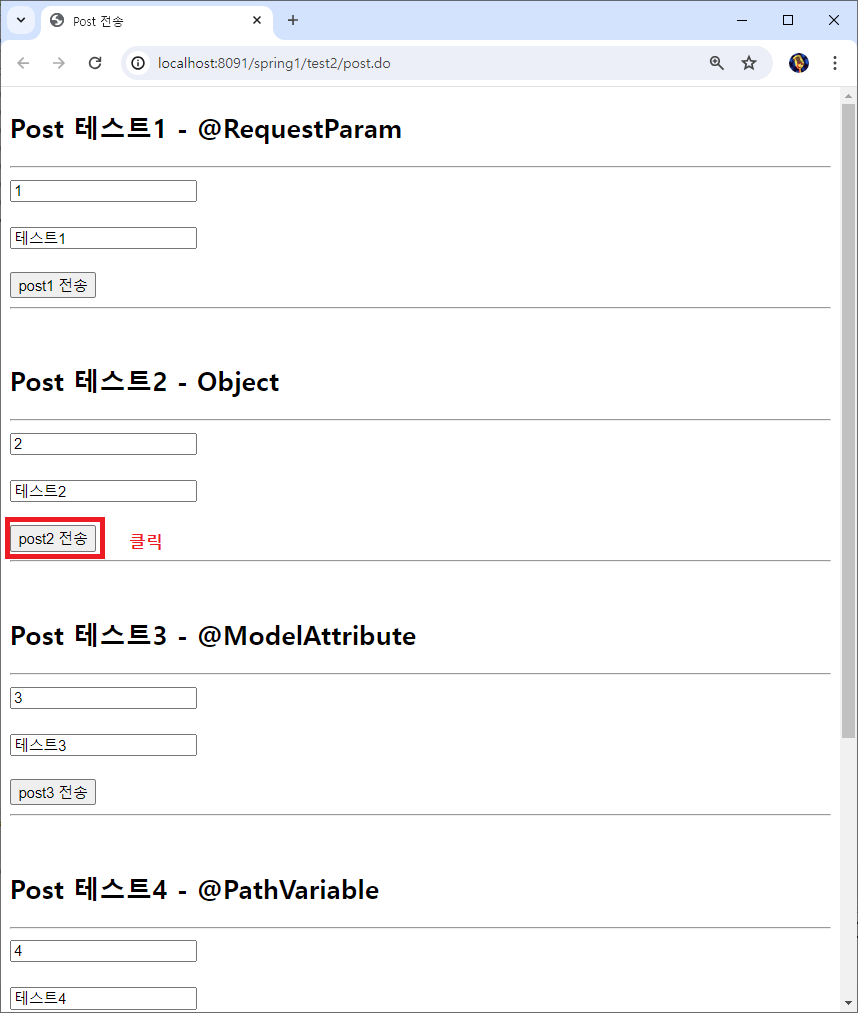 Post 전송
localhost:8091/spring1/test2/post.do
Post 테스트1 - @RequestParam
1
테스트1
post1 전송
Post 테스트2 - Object
2
테스트2
post2 전송 클릭
Post 테스트3 - @ModelAttribute
3
테스트3
post3 전송
Post 테스트4 - @PathVariable
4
테스트4